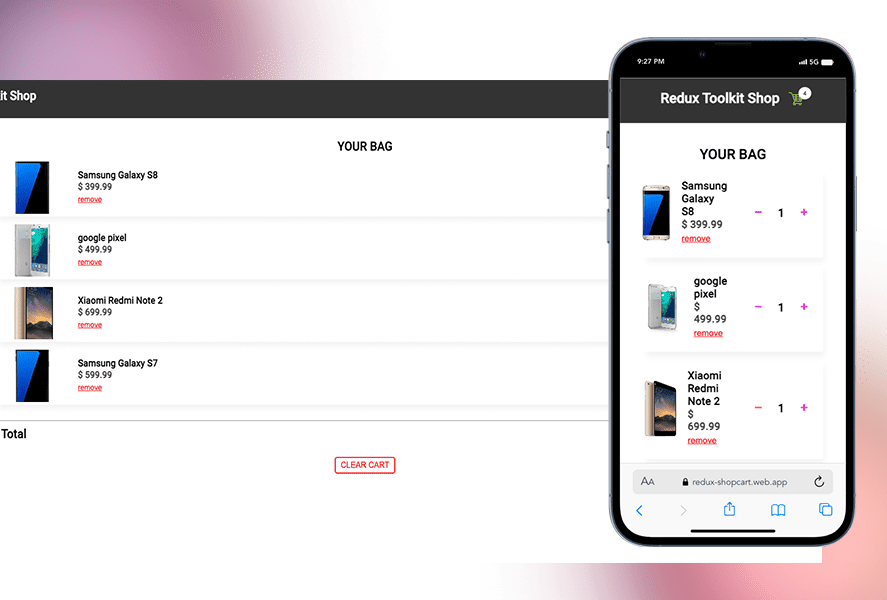 it Shop
YOUR BAG
Samsung Galaxy S8
$ 399.99
remove
google pixel
$ 499.99
remove
Xiaomi Redmi Note 2
$ 699.99
remove
Samsung Galaxy S7
$ 599.99
remove
Total
CLEAR CART
9:27 PM
5G
Redux Toolkit Shop
4
YOUR BAG
Samsung
Galaxy
S8
$ 399.99
remove
− 1 +
google
pixel
$
499.99
remove
− 1 +
Xiaomi
Redmi
Note 2
$
699.99
remove
− 1 +
AA
redux-shopcart.web.app